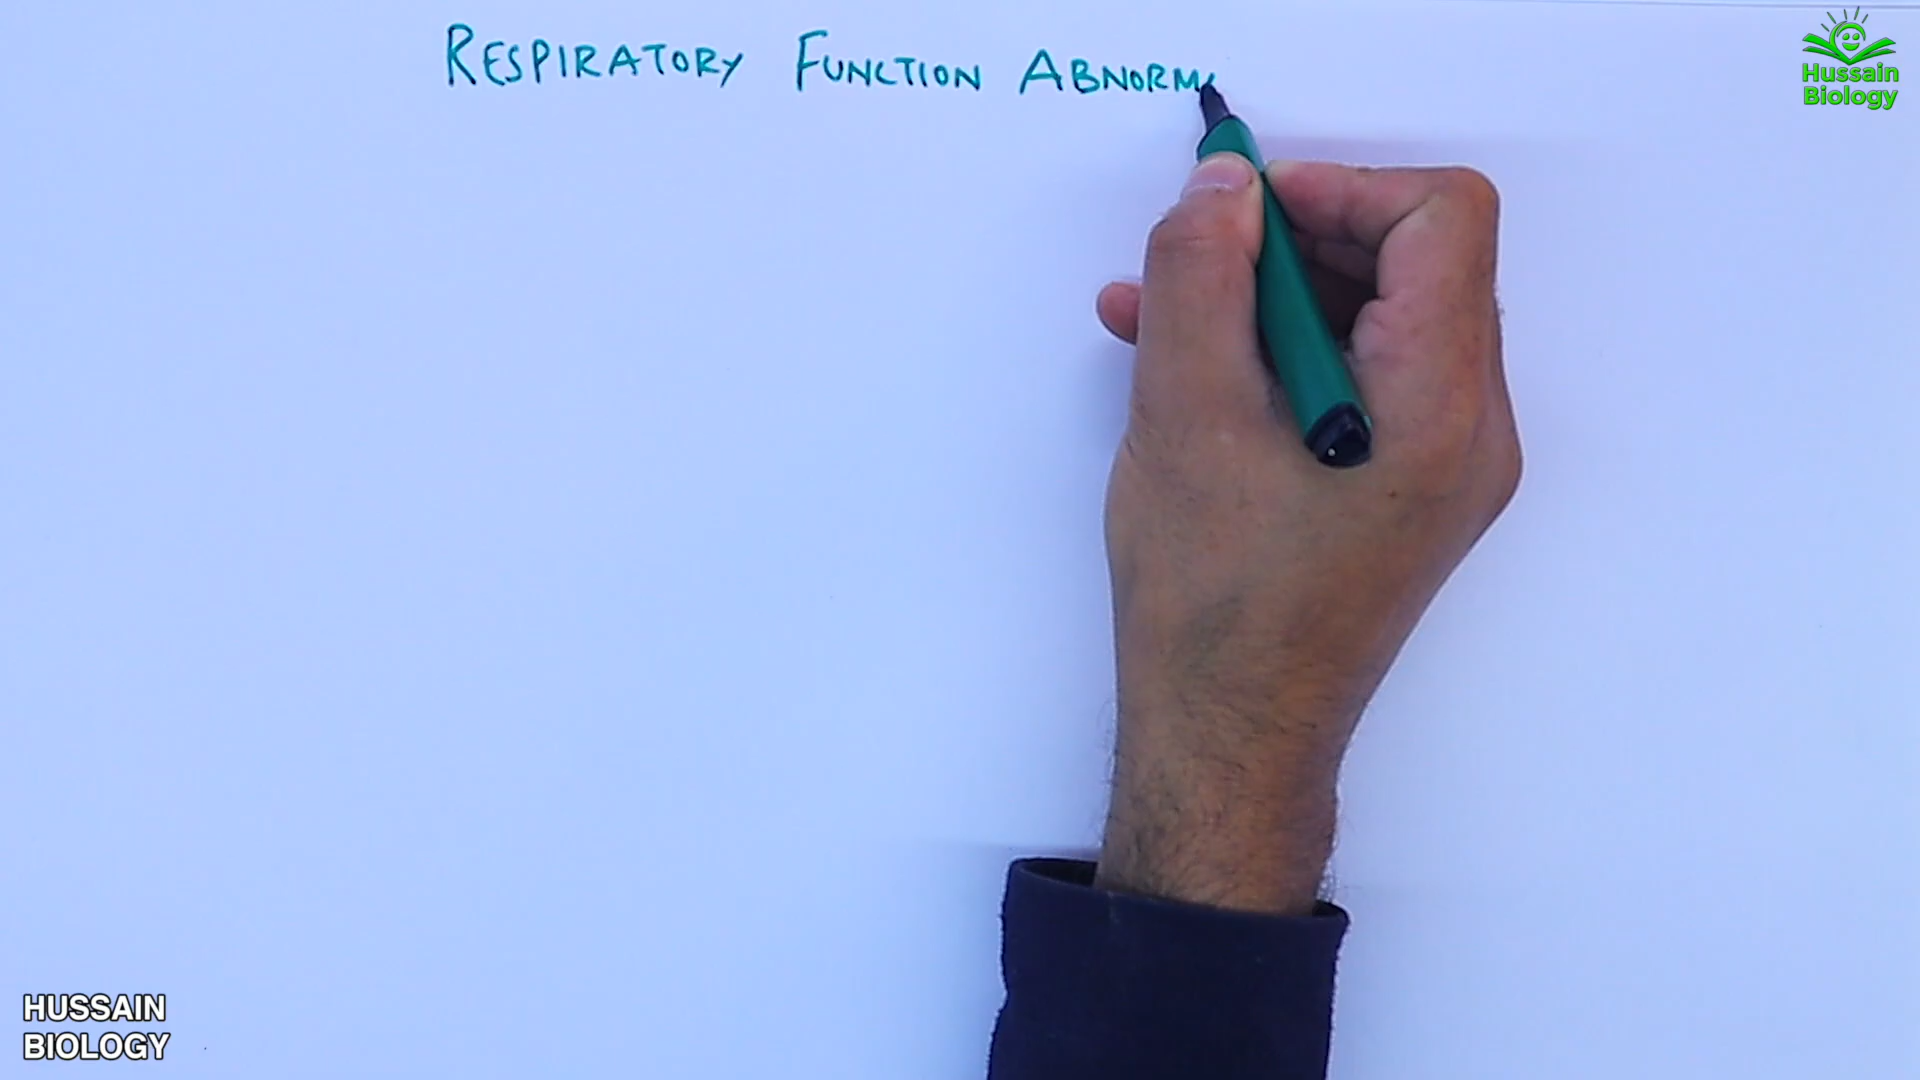 RESPIRATORY FUNCTION ABNORM
Hussain
Biology
HUSSAIN
BIOLOGY